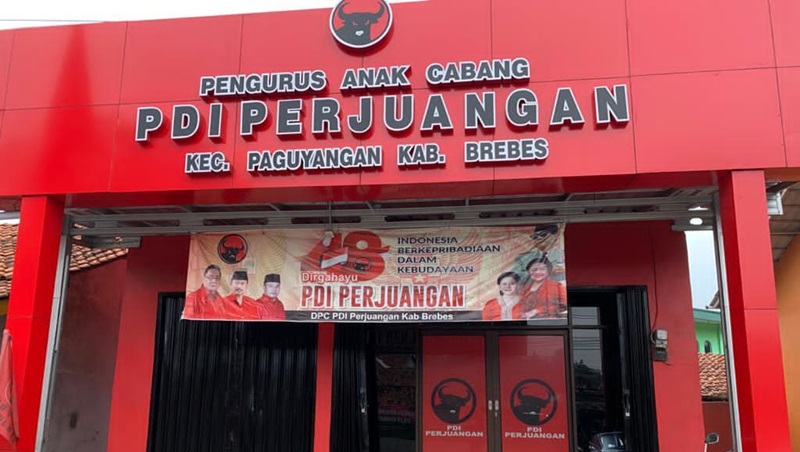 PENGURUS ANAK CABANG
PDI PERJUANGAN
KEC. PAGUYANGAN KAB. BREBES
48
INDONESIA
BERKEPRIBADIAAN
DALAM
KEBUDAYAAN
Dirgahayu
PDI PERJUANGAN
DPC PDI Perjuangan Kab Brebes
PDI
PERJUANGAN
PDI
PERJUANGAN